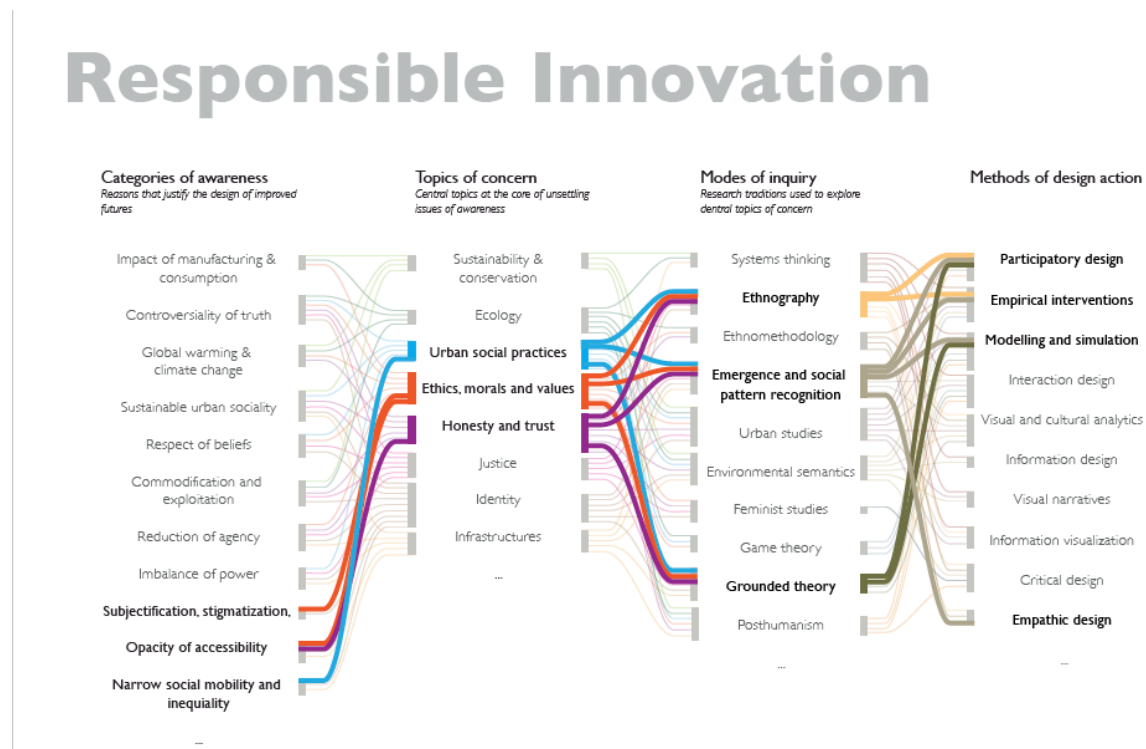 Responsible Innovation
Categories of awareness
Reasons that justify the design of improved
futures
Impact of manufacturing &
consumption
Controversiality of truth
Global warming &
climate change
Sustainable urban sociality
Respect of beliefs
Commodification and
exploitation
Reduction of agency
Imbalance of power
Subjectification, stigmatization,
Opacity of accessibility
Narrow social mobility and
inequiality
...
Topics of concern
Central topics at the core of unsettling
issues of awareness
Sustainability &
conservation
Ecology
Urban social practices
Ethics, morals and values
Honesty and trust
Justice
Identity
Infrastructures
...
Modes of inquiry
Research traditions used to explore
dentral topics of concern
Systems thinking
Ethnography
Ethnomethodology
Emergence and social
pattern recognition
Urban studies
Environmental semantics
Feminist studies
Game theory
Grounded theory
Posthumanism
...
Methods of design action
Participatory design
Empirical interventions
Modelling and simulation
Interaction design
Visual and cultural analytics
Information design
Visual narratives
Information visualization
Critical design
Empathic design
...